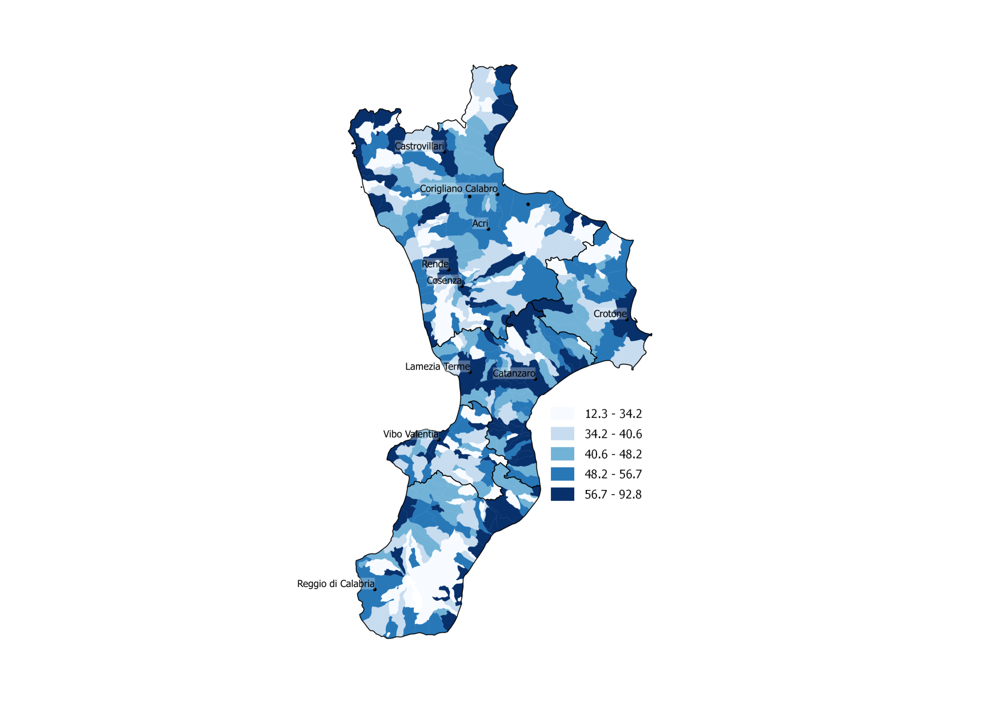 Castrovillari
Corigliano Calabro
Acri
Rende
Cosenza
Crotone
Lamezia Terme
Catanzaro
12.3 - 34.2
34.2 - 40.6
Vibo Valentia
40.6 - 48.2
48.2 - 56.7
56.7 - 92.8
Reggio di Calabria